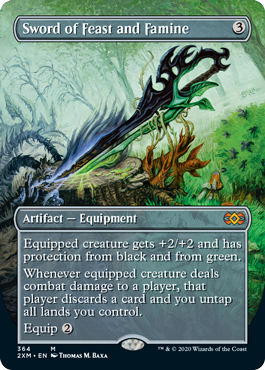 Sword of Feast and Famine 3
Artifact — Equipment
Equipped creature gets +2/+2 and has
protection from black and from green.
Whenever equipped creature deals
combat damage to a player, that
player discards a card and you untap
all lands you control.
Equip 2
364 M
2XM • EN Thomas M. Baxa ™ & © 2020 Wizards of the Coast